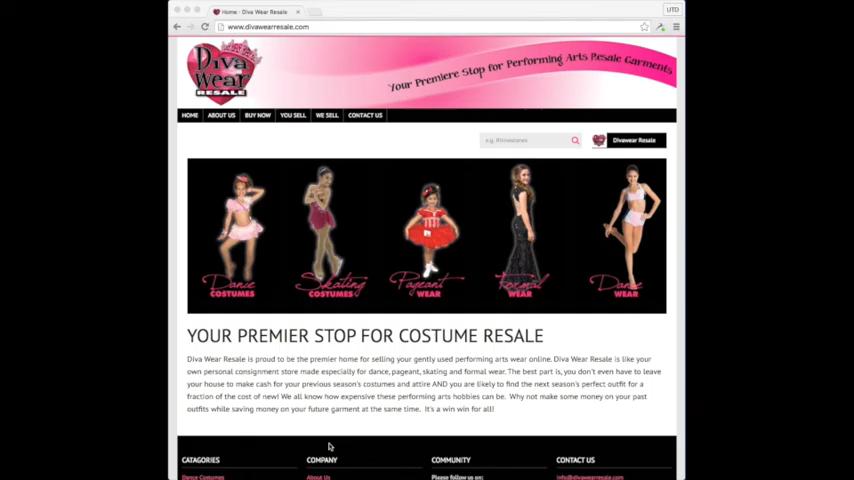 Home - Diva Wear Resale
UTD
www.divawearresale.com
Diva
Wear
RESALE
Your Premiere Stop for Performing Arts Resale Garments
HOME ABOUT US BUY NOW YOU SELL WE SELL CONTACT US
e.g. Rhinestones
Divawear Resale
Dance
COSTUMES
Skating
COSTUMES
Pageant
WEAR
Formal
WEAR
Dance
WEAR
YOUR PREMIER STOP FOR COSTUME RESALE
Diva Wear Resale is proud to be the premier home for selling your gently used performing arts wear online. Diva Wear Resale is like your
own personal consignment store made especially for dance, pageant, skating and formal wear. The best part is, you don't even have to leave
your house to make cash for your previous season's costumes and attire AND you are likely to find the next season's perfect outfit for a
fraction of the cost of new! We all know how expensive these performing arts hobbies can be. Why not make some money on your past
outfits while saving money on your future garment at the same time. It's a win win for all!
CATAGORIES COMPANY COMMUNITY CONTACT US
Dance Costumes About Us Please follow us on: info@divawearresale.com